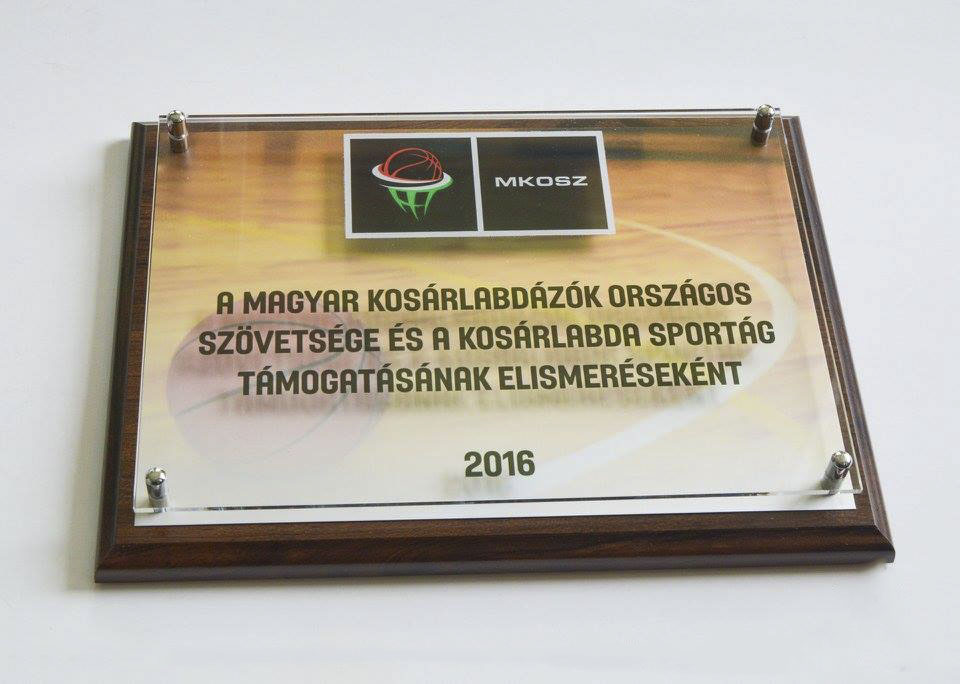 MKOSZ
A MAGYAR KOSÁRLABDÁZÓK ORSZÁGOS
SZÖVETSÉGE ÉS A KOSÁRLABDA SPORTÁG
TÁMOGATÁSÁNAK ELISMERÉSEKÉNT
2016